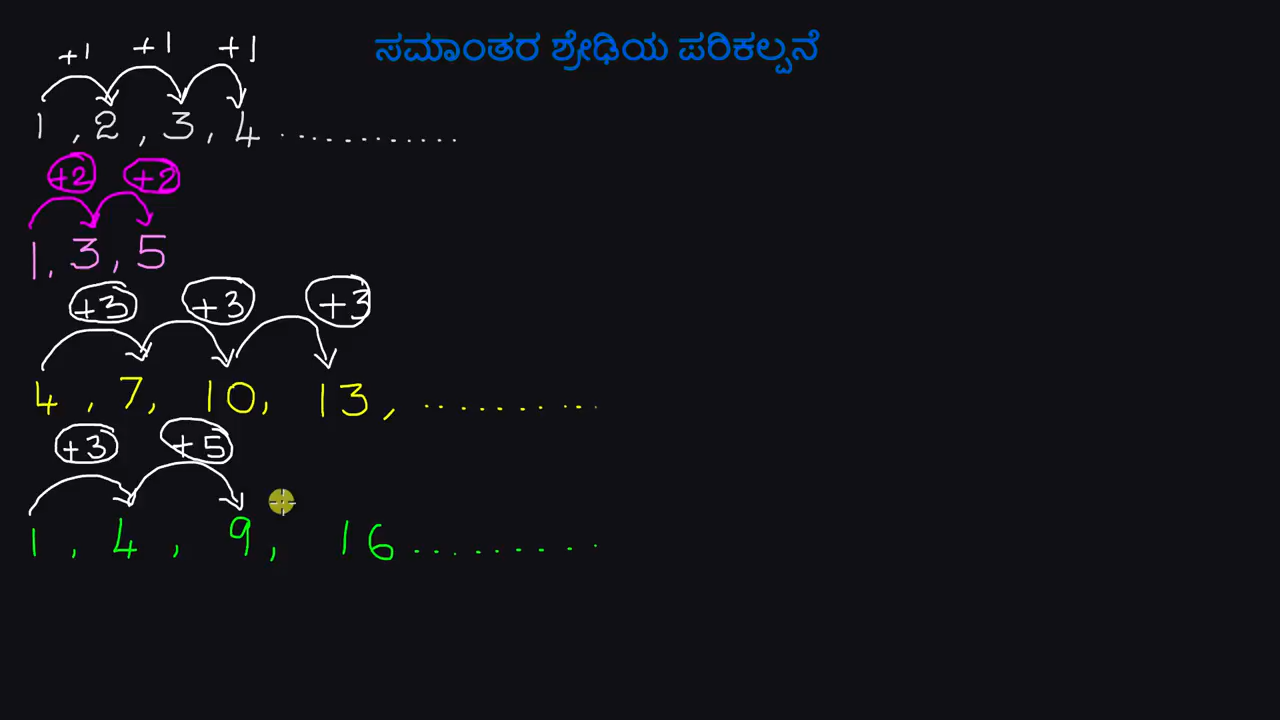 ಸಮಾಂತರ ಶ್ರೇಢಿಯ ಪರಿಕಲ್ಪನೆ
+1 +1 +1
1 , 2 , 3 , 4 ...........
+2 +2
1, 3, 5
+3 +3 +3
4 , 7, 10, 13, ..........
+3 +5
1 , 4 , 9, 16 ..........